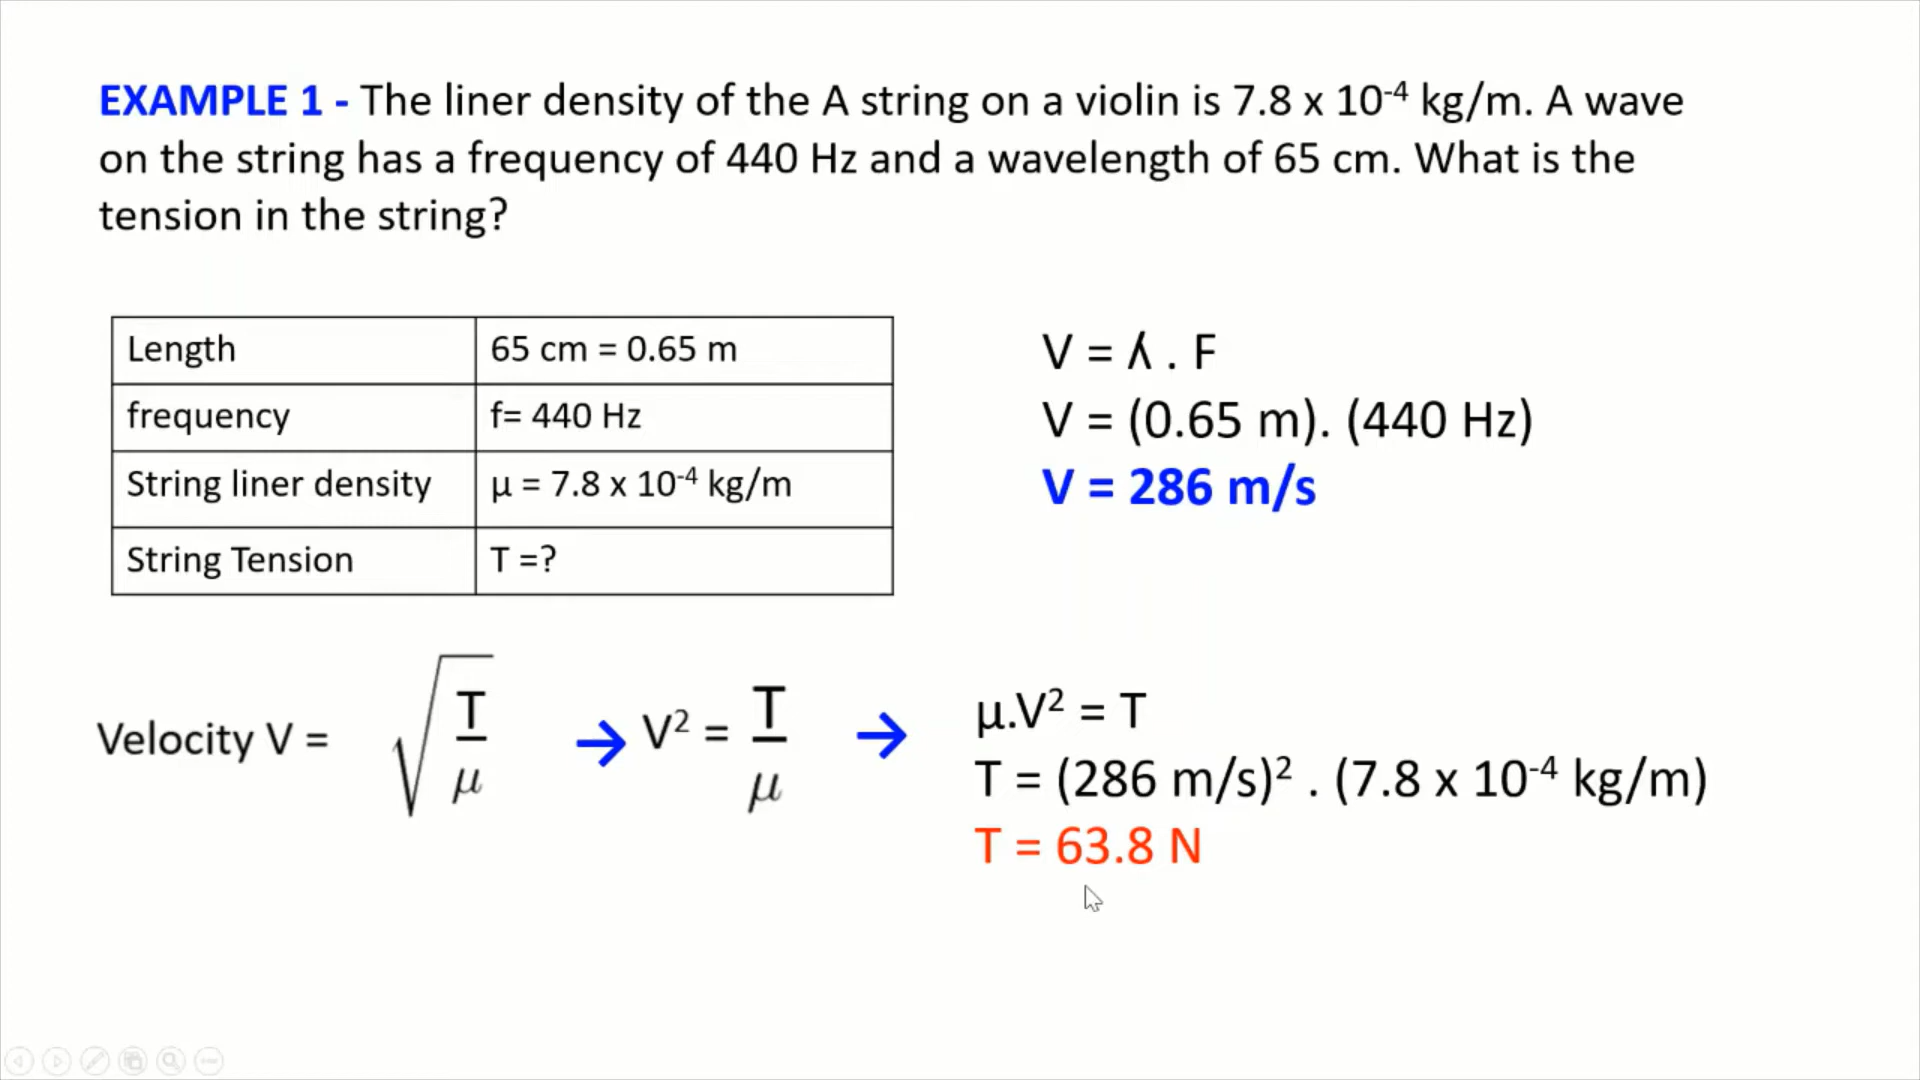 EXAMPLE 1 - The liner density of the A string on a violin is 7.8 x 10⁻⁴ kg/m. A wave
on the string has a frequency of 440 Hz and a wavelength of 65 cm. What is the
tension in the string?
Length 65 cm = 0.65 m
frequency f= 440 Hz
String liner density µ = 7.8 x 10⁻⁴ kg/m
String Tension T =?
V = ʎ . F
V = (0.65 m). (440 Hz)
V = 286 m/s
Velocity V = √ T/µ → V² = T/µ →
µ.V² = T
T = (286 m/s)² . (7.8 x 10⁻⁴ kg/m)
T = 63.8 N